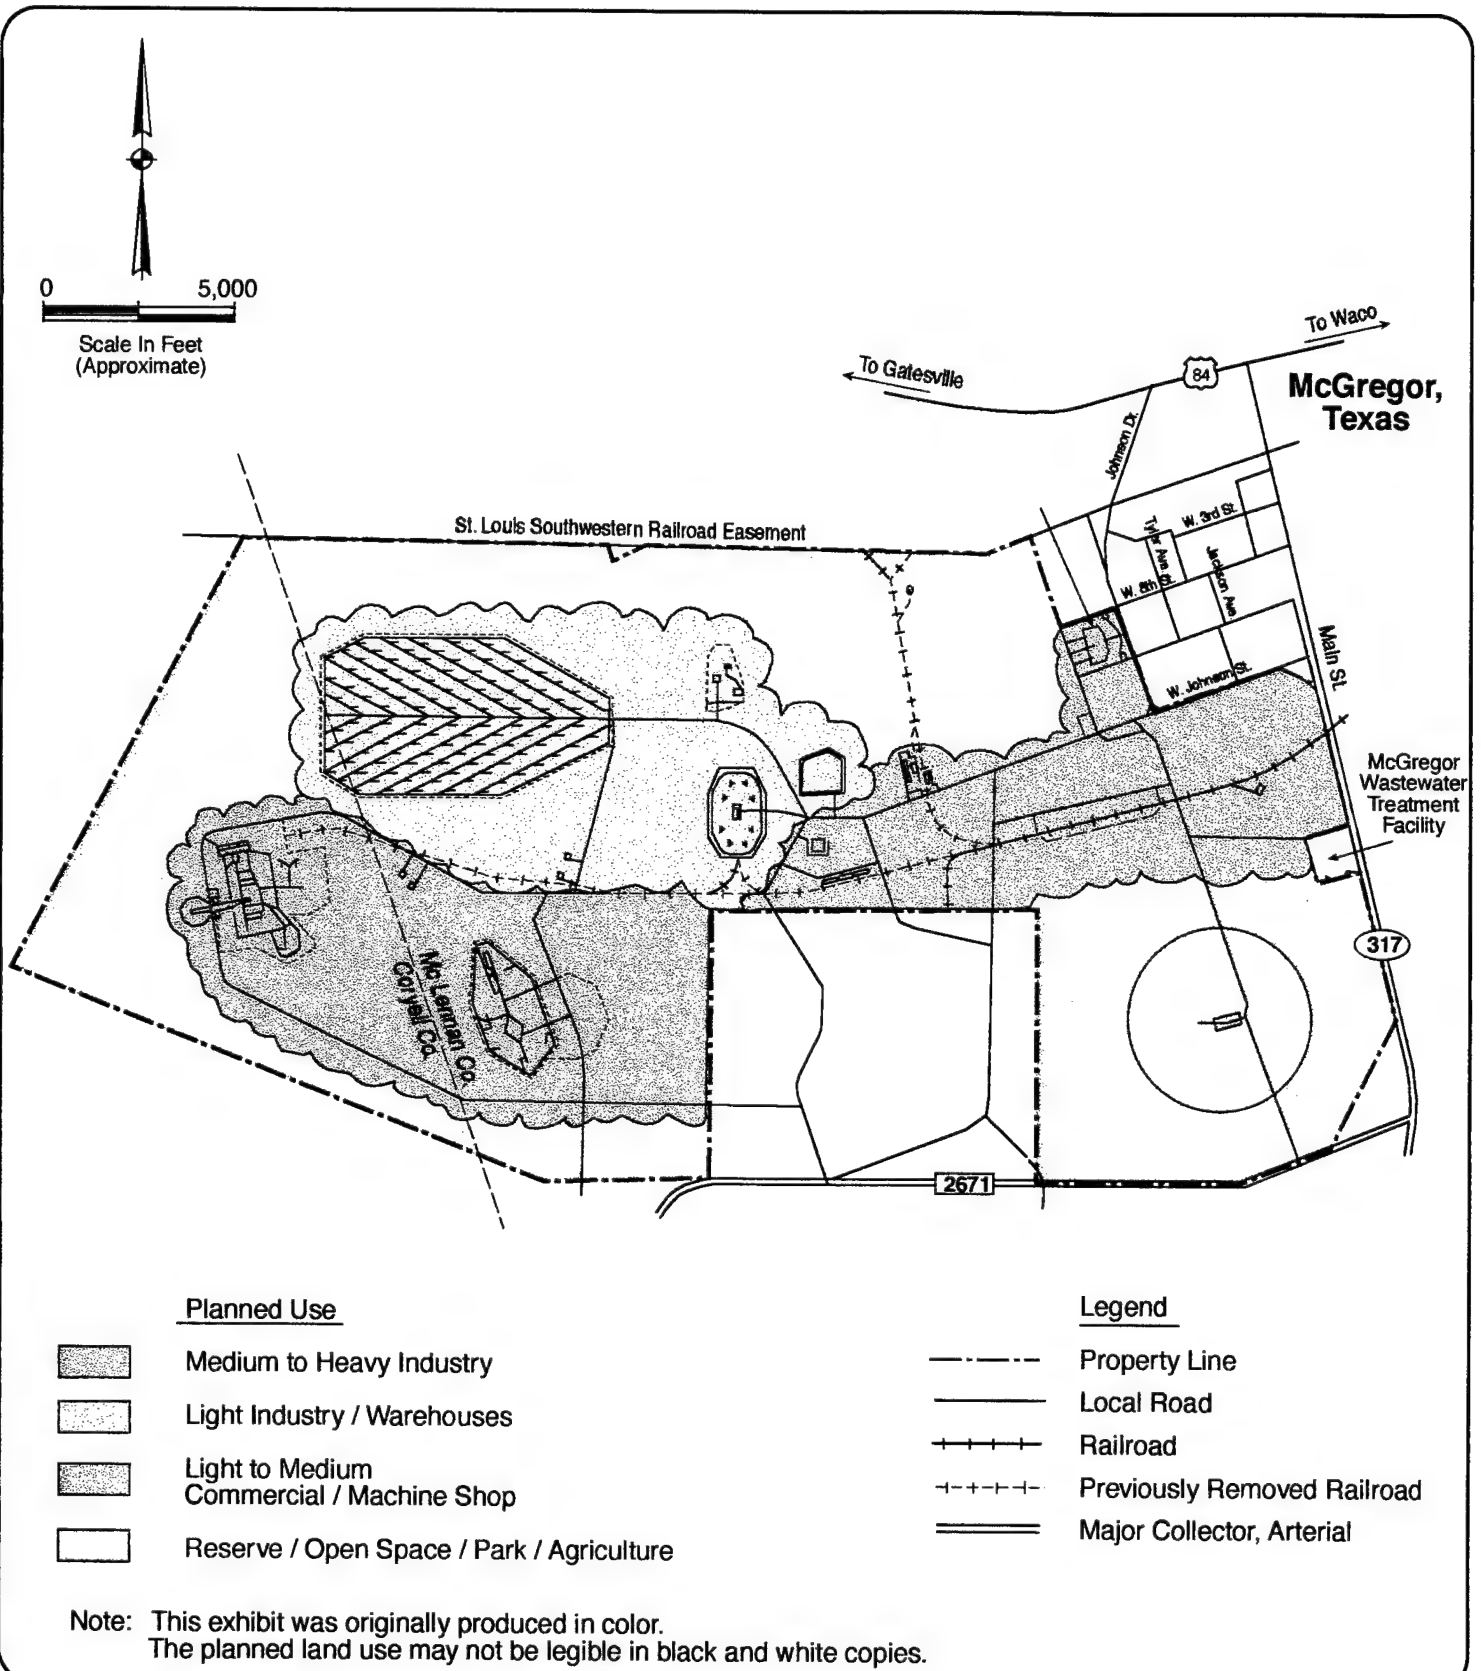 0 5,000
Scale In Feet
(Approximate)
To Waco
To Gatesville
84
McGregor,
Texas
Johnson Dr.
St. Louis Southwestern Railroad Easement
W. 3rd St.
Tyler Ave.
Jackson Ave
W. 8th St.
Main St.
W. Johnson St.
McGregor
Wastewater
Treatment
Facility
317
Mc Lennan Co.
Coryell Co.
2671
Planned Use
Medium to Heavy Industry
Light Industry / Warehouses
Light to Medium
Commercial / Machine Shop
Reserve / Open Space / Park / Agriculture
Legend
Property Line
Local Road
Railroad
Previously Removed Railroad
Major Collector, Arterial
Note: This exhibit was originally produced in color.
The planned land use may not be legible in black and white copies.